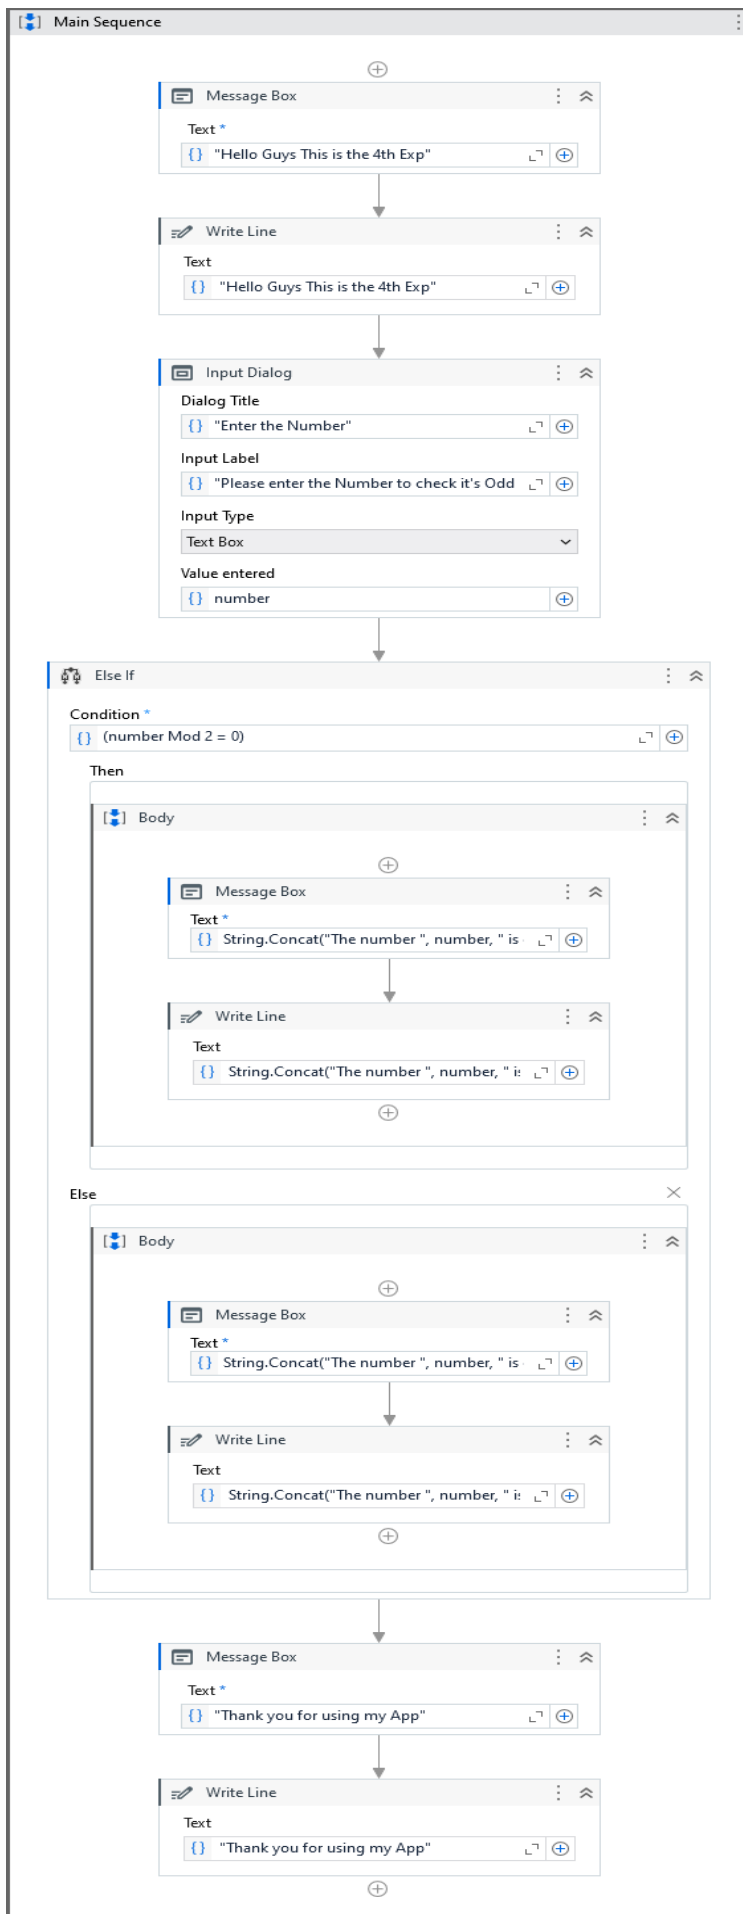 Main Sequence
Message Box
Text *
"Hello Guys This is the 4th Exp"
Write Line
Text
"Hello Guys This is the 4th Exp"
Input Dialog
Dialog Title
"Enter the Number"
Input Label
"Please enter the Number to check it's Odd
Input Type
Text Box
Value entered
number
Else If
Condition *
(number Mod 2 = 0)
Then
Body
Message Box
Text *
String.Concat("The number ", number, " is
Write Line
Text
String.Concat("The number ", number, " is
Else
Body
Message Box
Text *
String.Concat("The number ", number, " is
Write Line
Text
String.Concat("The number ", number, " is
Message Box
Text *
"Thank you for using my App"
Write Line
Text
"Thank you for using my App"